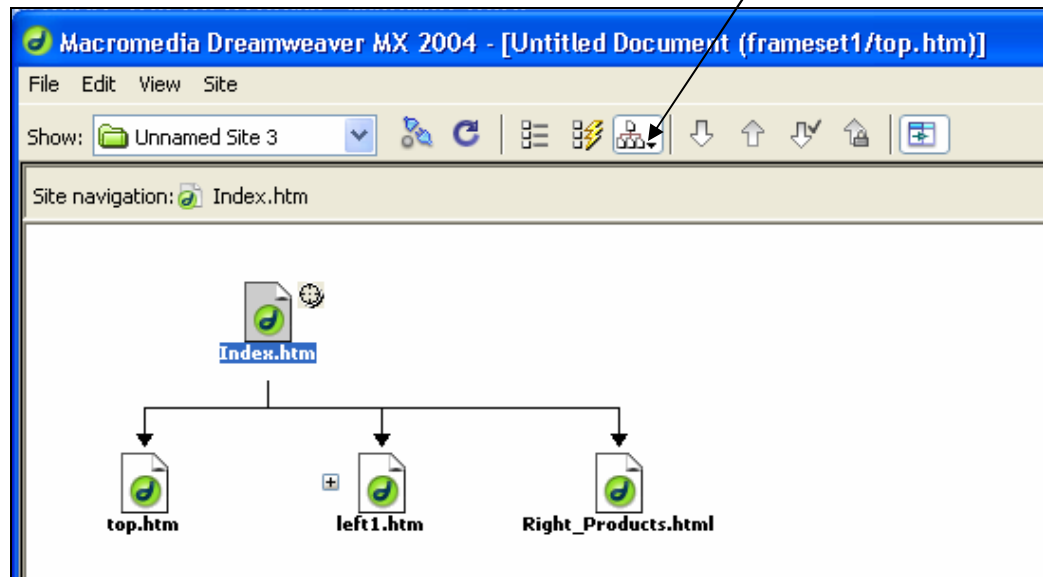 Macromedia Dreamweaver MX 2004 - [Untitled Document (frameset1/top.htm)]
File Edit View Site
Show: Unnamed Site 3
Site navigation: Index.htm
Index.htm
top.htm left1.htm Right_Products.html